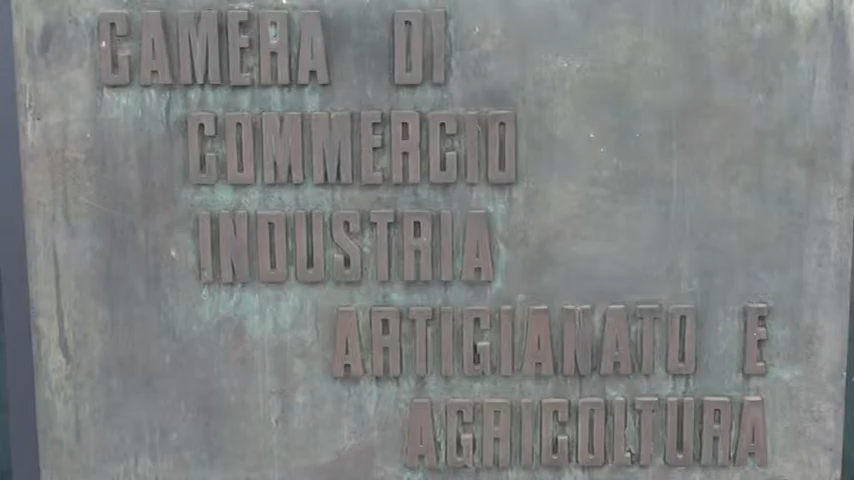 CAMERA DI
COMMERCIO
INDUSTRIA
ARTIGIANATO E
AGRICOLTURA